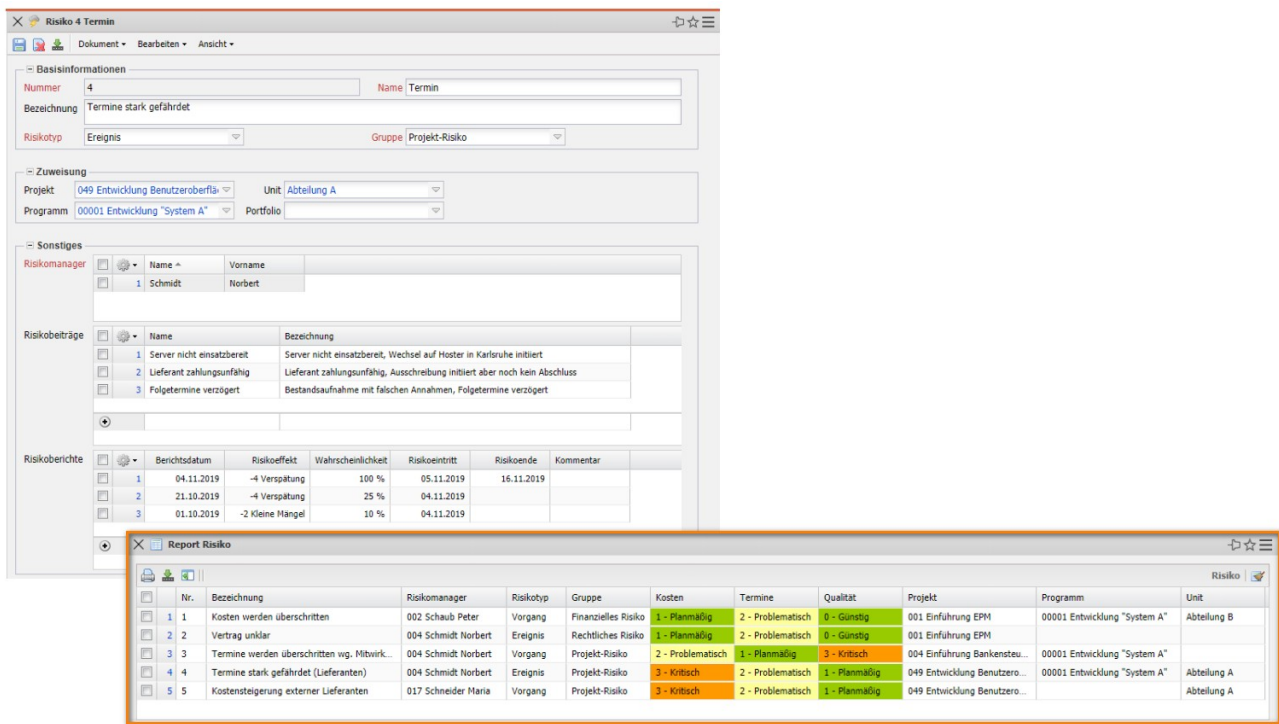 Risiko 4 Termin
Dokument Bearbeiten Ansicht
Basisinformationen
Nummer 4 Name Termin
Bezeichnung Termine stark gefährdet
Risikotyp Ereignis Gruppe Projekt-Risiko
Zuweisung
Projekt 049 Entwicklung Benutzeroberflä Unit Abteilung A
Programm 00001 Entwicklung "System A" Portfolio
Sonstiges
Risikomanager Name Vorname
1 Schmidt Norbert
Risikobeiträge Name Bezeichnung
1 Server nicht einsatzbereit Server nicht einsatzbereit, Wechsel auf Hoster in Karlsruhe initiiert
2 Lieferant zahlungsunfähig Lieferant zahlungsunfähig, Ausschreibung initiiert aber noch kein Abschluss
3 Folgetermine verzögert Bestandsaufnahme mit falschen Annahmen, Folgetermine verzögert
Risikoberichte Berichtsdatum Risikoeffekt Wahrscheinlichkeit Risikoeintritt Risikoende Kommentar
1 04.11.2019 -4 Verspätung 100 % 05.11.2019 16.11.2019
2 21.10.2019 -4 Verspätung 25 % 04.11.2019
3 01.10.2019 -2 Kleine Mängel 10 % 04.11.2019
Report Risiko
Risiko
Nr. Bezeichnung Risikomanager Risikotyp Gruppe Kosten Termine Qualität Projekt Programm Unit
1 1 Kosten werden überschritten 002 Schaub Peter Vorgang Finanzielles Risiko 1 - Planmäßig 2 - Problematisch 0 - Günstig 001 Einführung EPM 00001 Entwicklung "System A" Abteilung B
2 2 Vertrag unklar 004 Schmidt Norbert Ereignis Rechtliches Risiko 1 - Planmäßig 2 - Problematisch 0 - Günstig 001 Einführung EPM
3 3 Termine werden überschritten wg. Mitwirk... 004 Schmidt Norbert Vorgang Projekt-Risiko 2 - Problematisch 1 - Planmäßig 3 - Kritisch 004 Einführung Bankensteu... 00001 Entwicklung "System A"
4 4 Termine stark gefährdet (Lieferanten) 004 Schmidt Norbert Ereignis Projekt-Risiko 3 - Kritisch 2 - Problematisch 1 - Planmäßig 049 Entwicklung Benutzero... 00001 Entwicklung "System A" Abteilung A
5 5 Kostensteigerung externer Lieferanten 017 Schneider Maria Vorgang Projekt-Risiko 3 - Kritisch 2 - Problematisch 1 - Planmäßig 049 Entwicklung Benutzero... Abteilung A